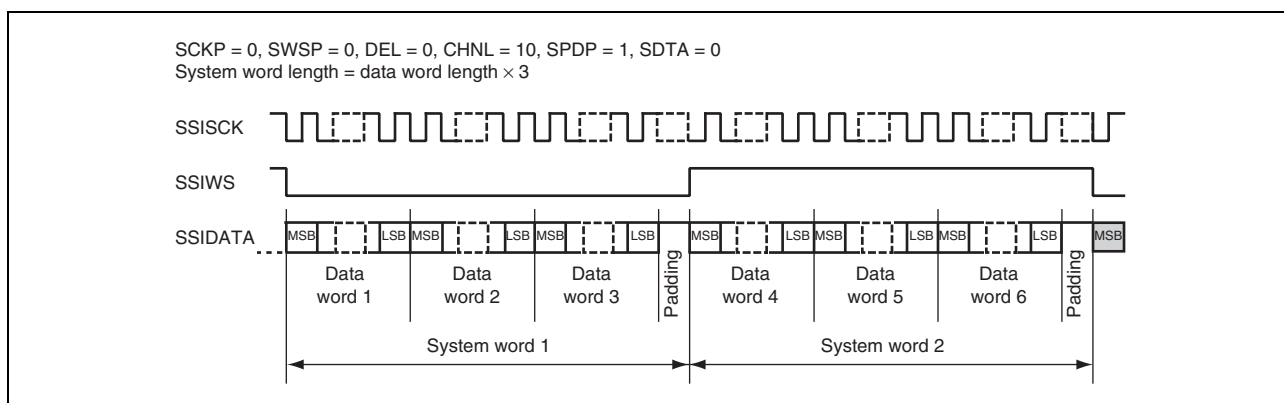 SCKP = 0, SWSP = 0, DEL = 0, CHNL = 10, SPDP = 1, SDTA = 0
System word length = data word length × 3
SSISCK
SSIWS
SSIDATA
MSB LSB MSB LSB MSB LSB MSB LSB MSB LSB MSB LSB MSB
Data word 1
Data word 2
Data word 3
Padding
Data word 4
Data word 5
Data word 6
Padding
System word 1
System word 2